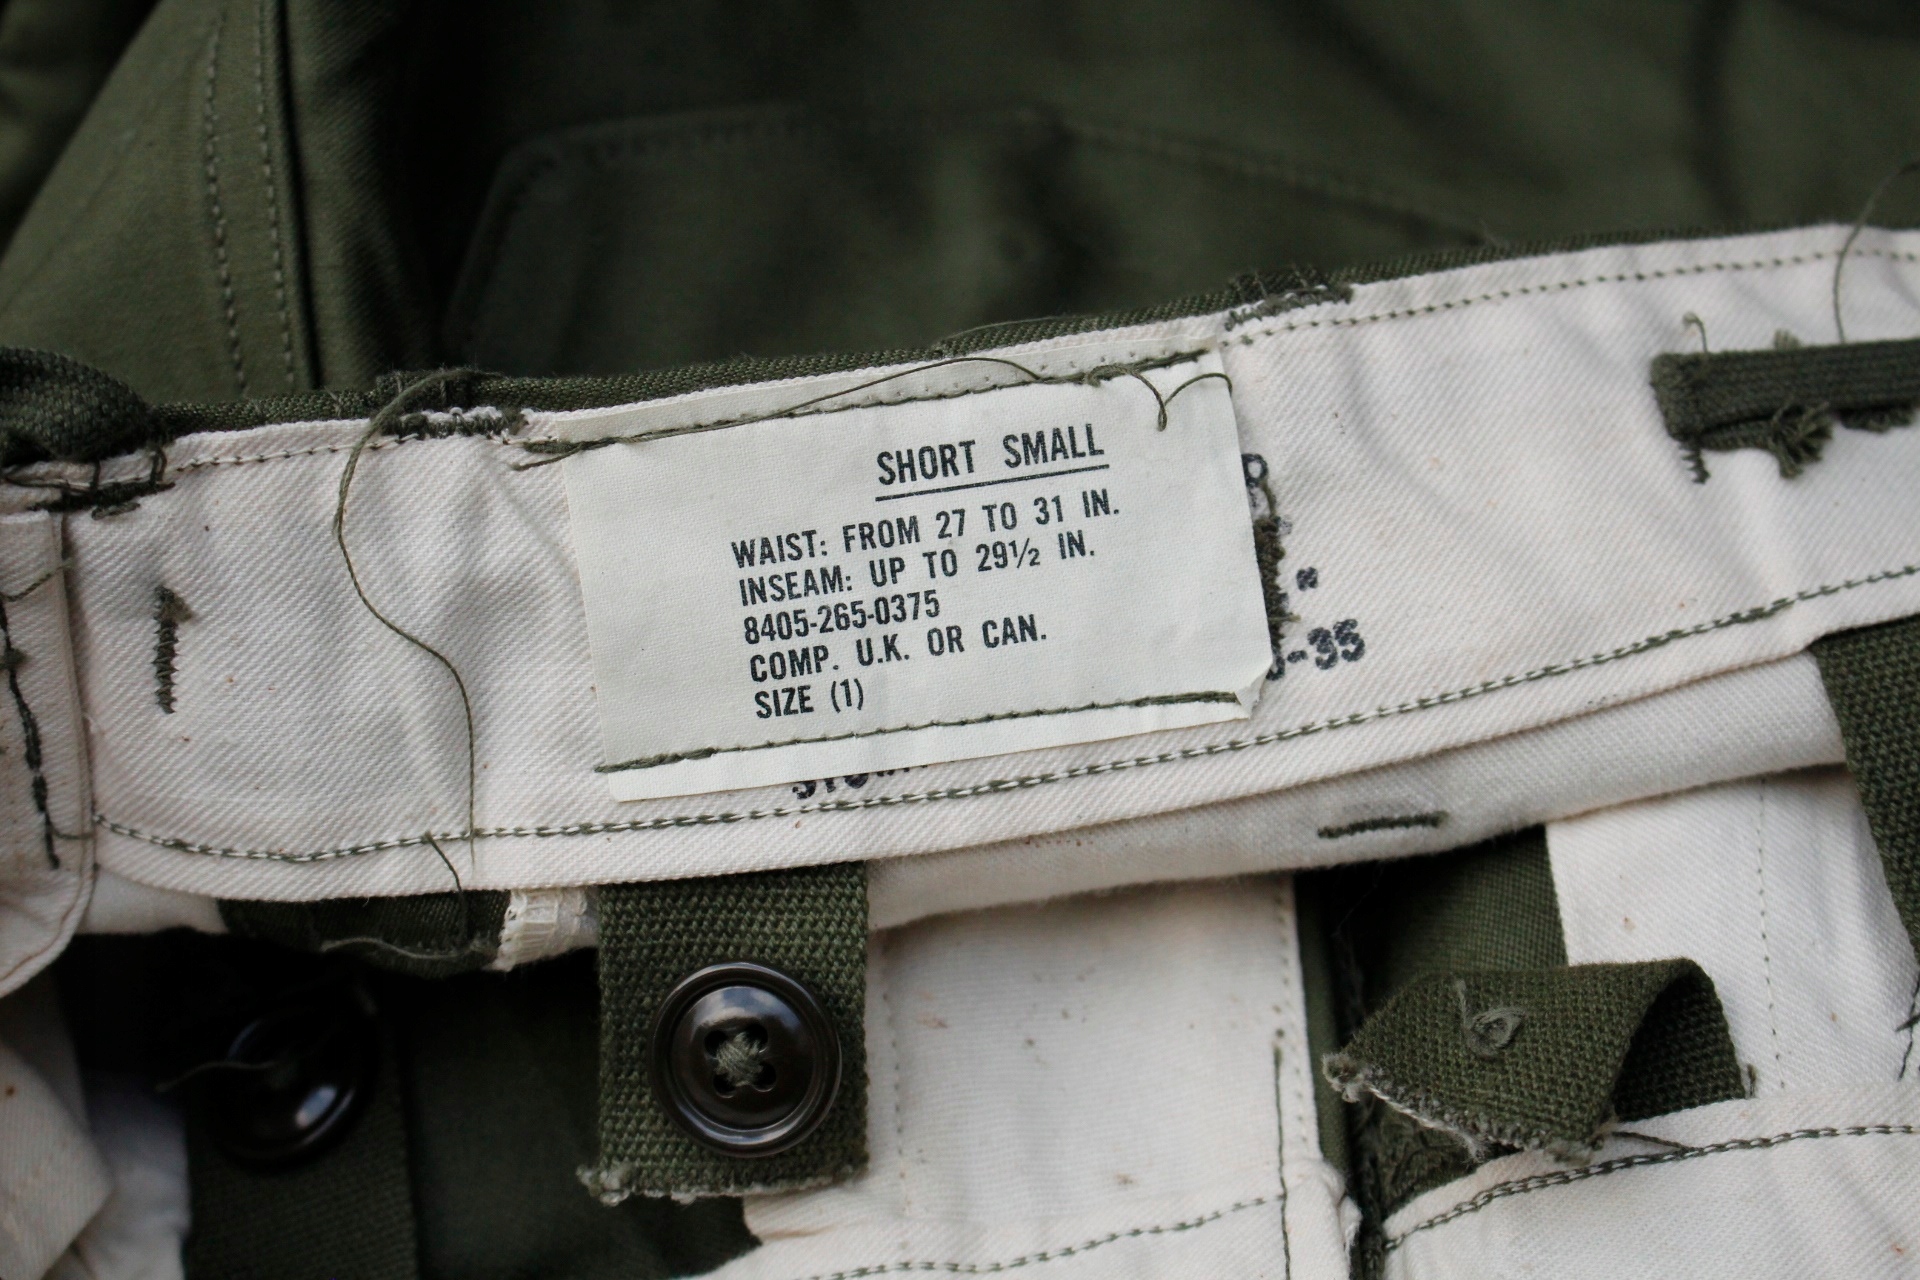 SHORT SMALL
WAIST: FROM 27 TO 31 IN.
INSEAM: UP TO 29½ IN.
8405-265-0375
COMP. U.K. OR CAN.
SIZE (1)
-35